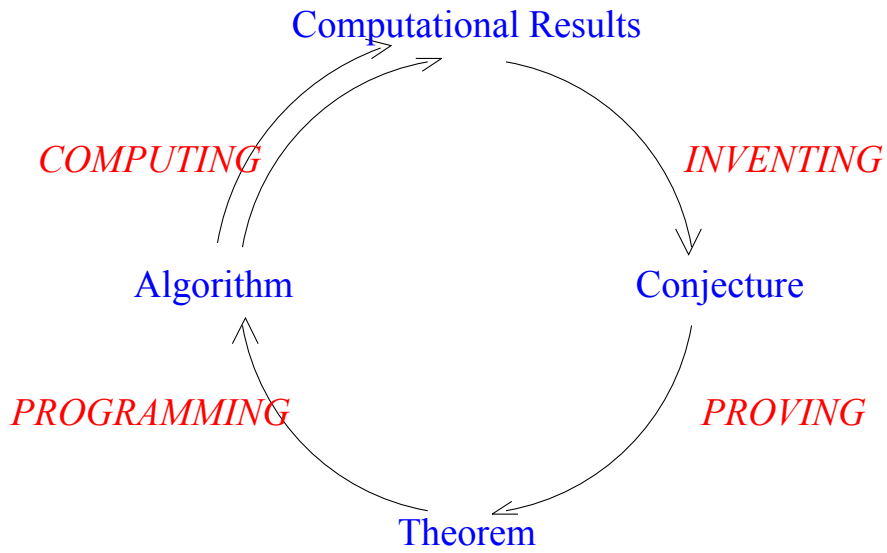 Computational Results
COMPUTING
INVENTING
Algorithm
Conjecture
PROGRAMMING
PROVING
Theorem